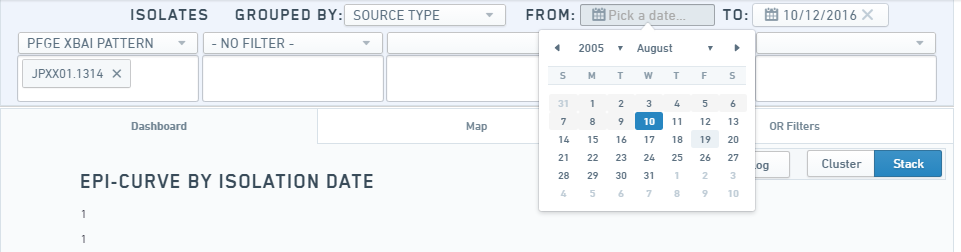 ISOLATES GROUPED BY: SOURCE TYPE FROM: Pick a date... TO: 10/12/2016 ×
PFGE XBAI PATTERN - NO FILTER -
JPXX01.1314 ×
2005 August
S M T W T F S
31 1 2 3 4 5 6
7 8 9 10 11 12 13
14 15 16 17 18 19 20
21 22 23 24 25 26 27
28 29 30 31 1 2 3
4 5 6 7 8 9 10
Dashboard Map OR Filters
Cluster Stack
EPI-CURVE BY ISOLATION DATE
1
1